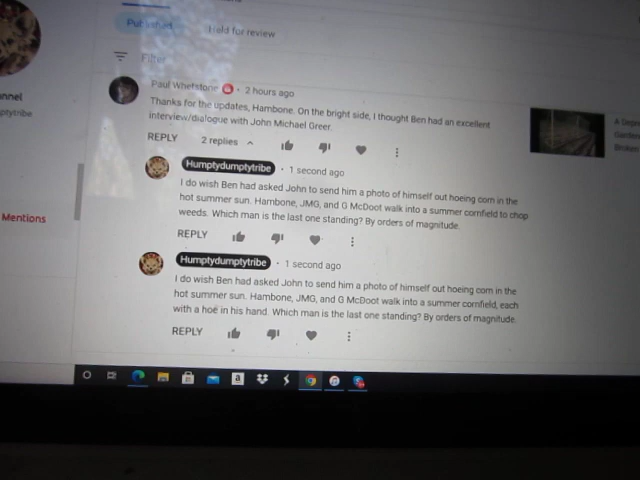 Published
Held for review
Filter
Paul Whetstone · 2 hours ago
Thanks for the updates, Hambone. On the bright side, I thought Ben had an excellent
interview/dialogue with John Michael Greer.
REPLY 2 replies
Humptydumptytribe · 1 second ago
I do wish Ben had asked John to send him a photo of himself out hoeing corn in the
hot summer sun. Hambone, JMG, and G McDoot walk into a summer cornfield to chop
weeds. Which man is the last one standing? By orders of magnitude.
REPLY
Humptydumptytribe · 1 second ago
I do wish Ben had asked John to send him a photo of himself out hoeing corn in the
hot summer sun. Hambone, JMG, and G McDoot walk into a summer cornfield, each
with a hoe in his hand. Which man is the last one standing? By orders of magnitude.
REPLY
nnel
ptytribe
Mentions
Broken
a